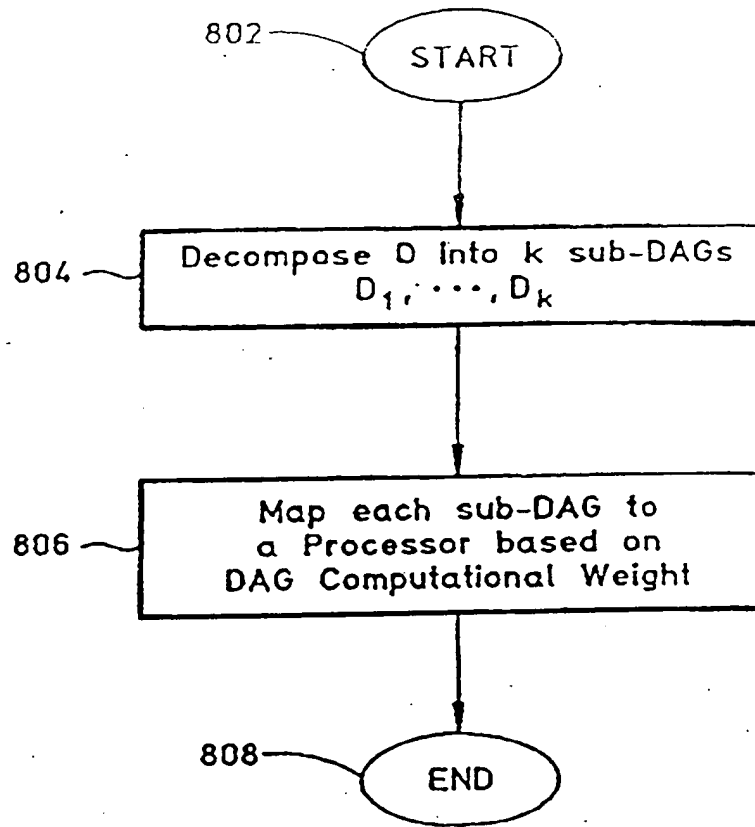 802
START
804
Decompose D into k sub-DAGs
D₁, ···, Dₖ
806
Map each sub-DAG to
a Processor based on
DAG Computational Weight
808
END